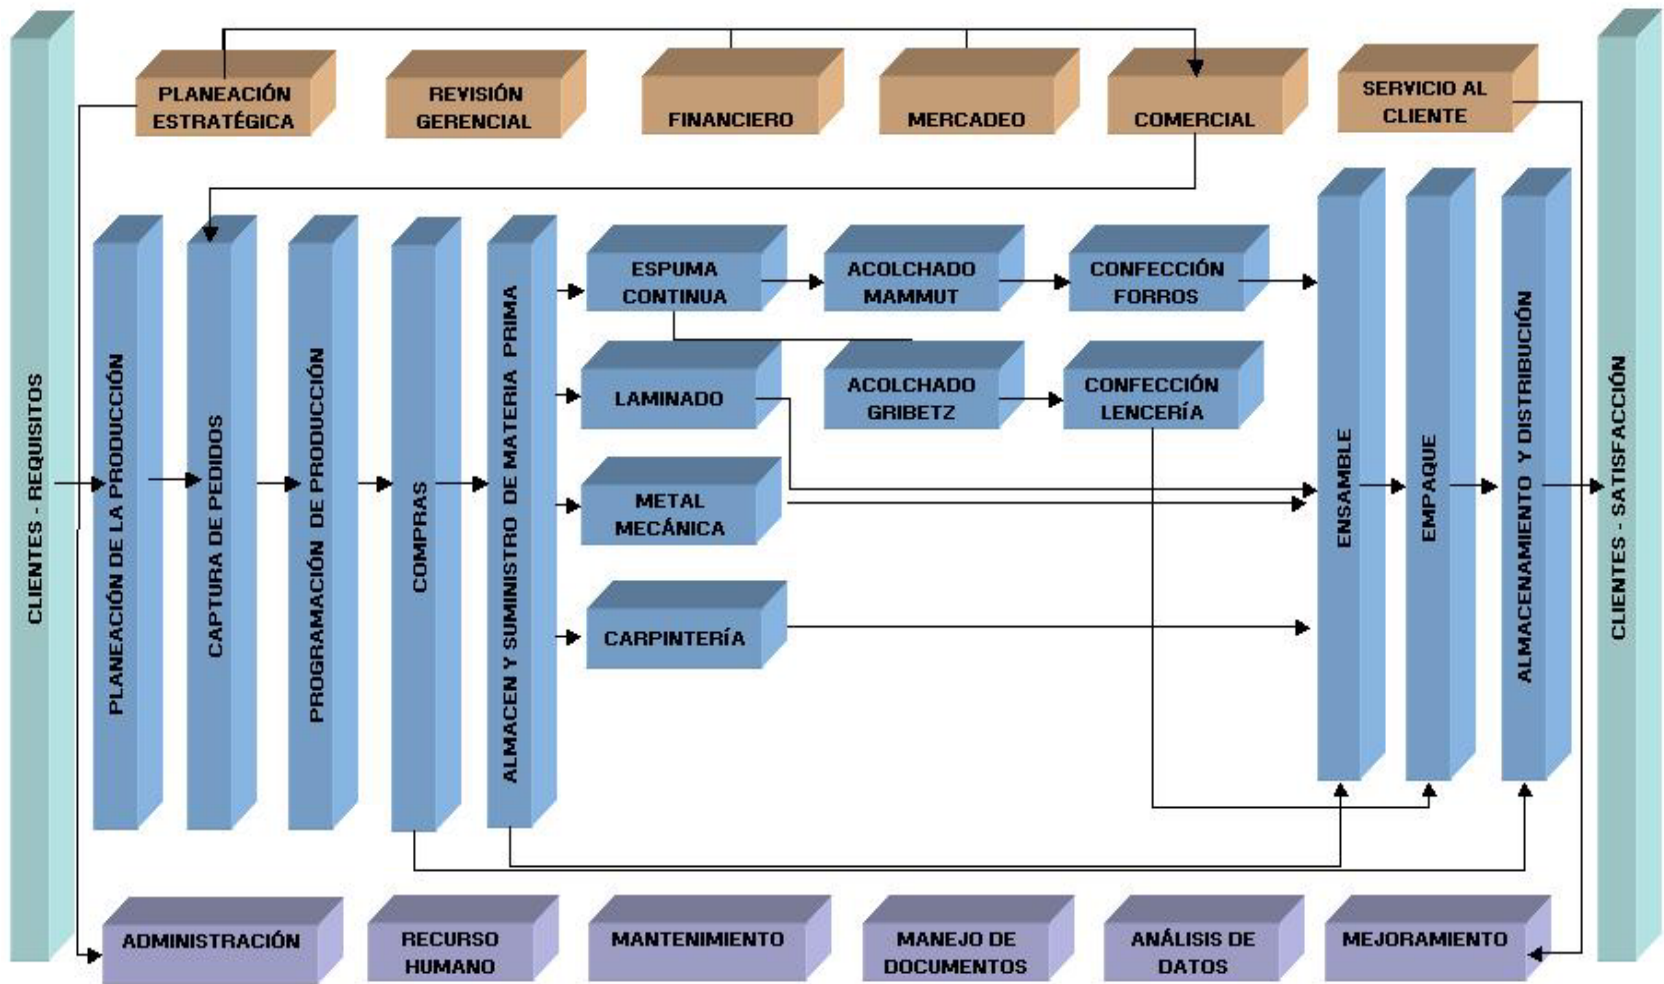 PLANEACIÓN
ESTRATÉGICA
REVISIÓN
GERENCIAL
FINANCIERO
MERCADEO
COMERCIAL
SERVICIO AL
CLIENTE
CLIENTES - REQUISITOS
PLANEACIÓN DE LA PRODUCCIÓN
CAPTURA DE PEDIDOS
PROGRAMACIÓN DE PRODUCCIÓN
COMPRAS
ALMACEN Y SUMINISTRO DE MATERIA PRIMA
ESPUMA
CONTINUA
ACOLCHADO
MAMMUT
CONFECCIÓN
FORROS
LAMINADO
ACOLCHADO
GRIBETZ
CONFECCIÓN
LENCERÍA
METAL
MECÁNICA
CARPINTERÍA
ENSAMBLE
EMPAQUE
ALMACENAMIENTO Y DISTRIBUCIÓN
CLIENTES - SATISFACCIÓN
ADMINISTRACIÓN
RECURSO
HUMANO
MANTENIMIENTO
MANEJO DE
DOCUMENTOS
ANÁLISIS DE
DATOS
MEJORAMIENTO